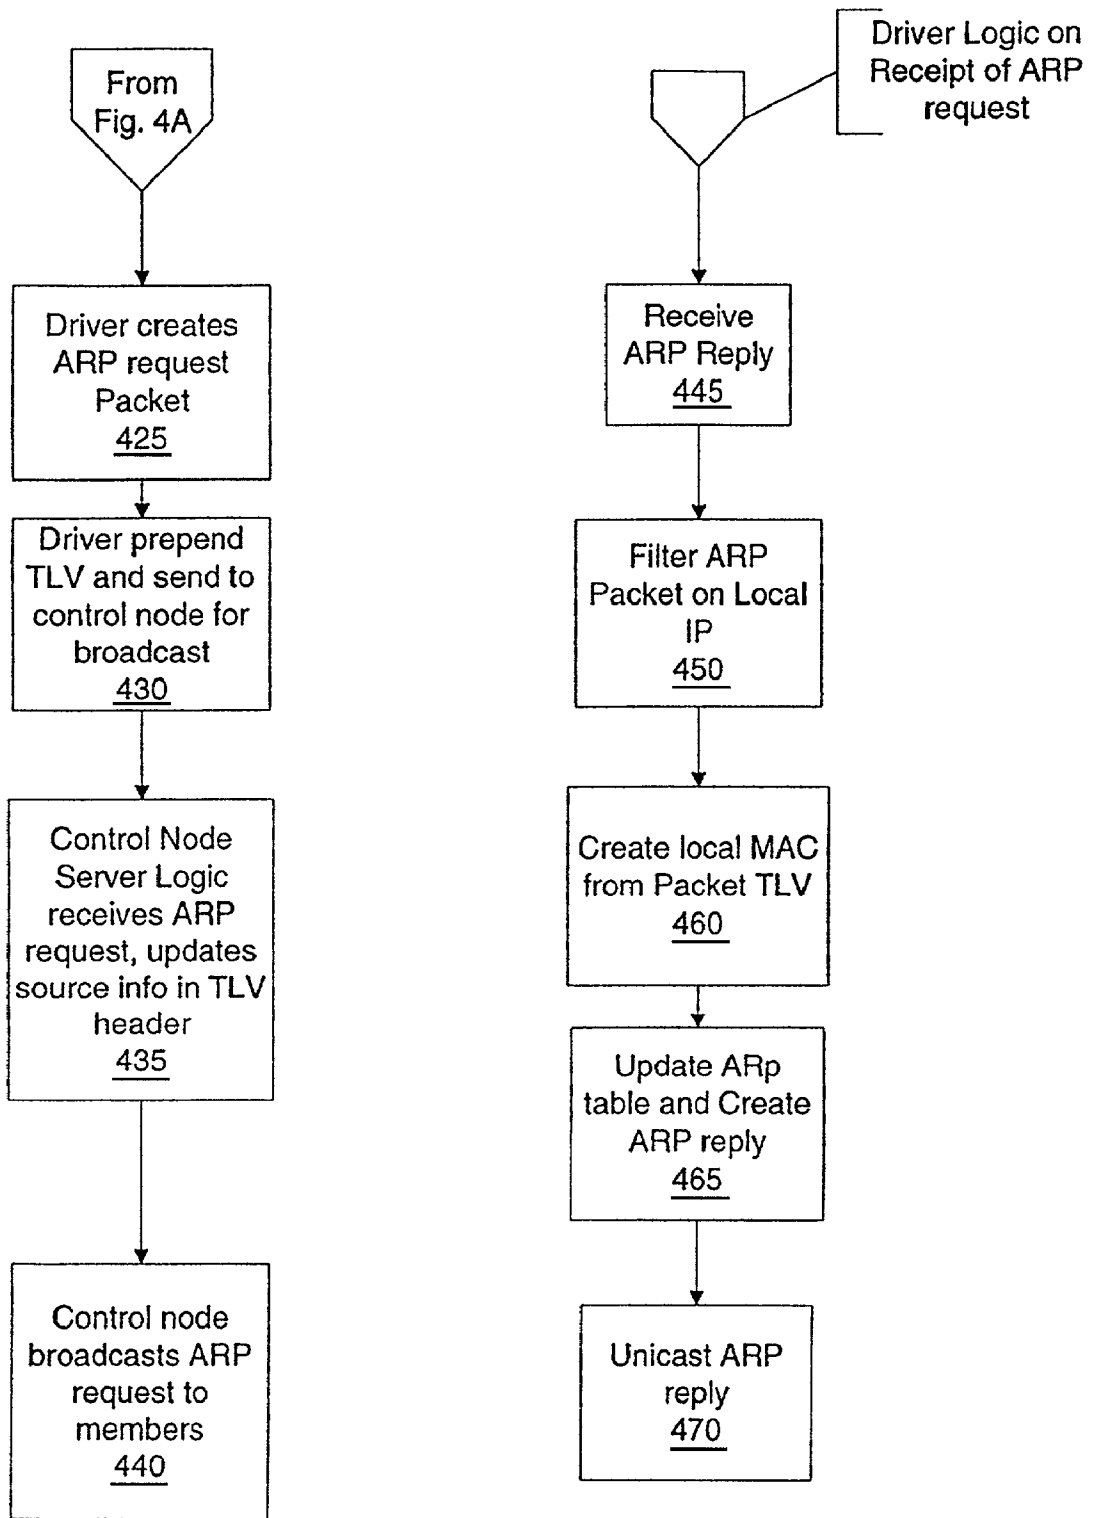 From
Fig. 4A
Driver creates
ARP request
Packet
425
Driver prepend
TLV and send to
control node for
broadcast
430
Control Node
Server Logic
receives ARP
request, updates
source info in TLV
header
435
Control node
broadcasts ARP
request to
members
440
Driver Logic on
Receipt of ARP
request
Receive
ARP Reply
445
Filter ARP
Packet on Local
IP
450
Create local MAC
from Packet TLV
460
Update ARp
table and Create
ARP reply
465
Unicast ARP
reply
470